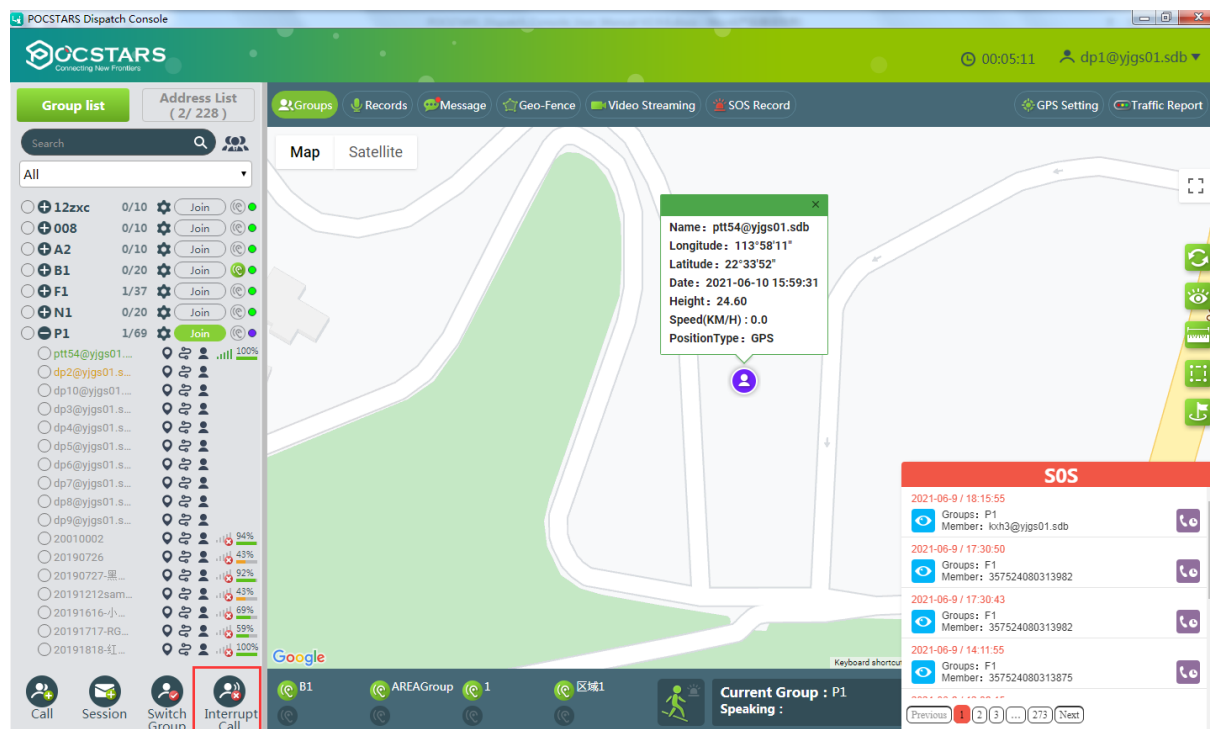 POCSTARS Dispatch Console
POCSTARS
Connecting New Frontiers
00:05:11
dp1@yjgs01.sdb
Group list
Address List
( 2/ 228 )
Groups
Records
Message
Geo-Fence
Video Streaming
SOS Record
GPS Setting
Traffic Report
Search
All
12zxc 0/10 Join
008 0/10 Join
A2 0/10 Join
B1 0/20 Join
F1 1/37 Join
N1 0/20 Join
P1 1/69 Join
ptt54@yjgs01.... 100%
dp2@yjgs01.s...
dp10@yjgs01....
dp3@yjgs01.s...
dp4@yjgs01.s...
dp5@yjgs01.s...
dp6@yjgs01.s...
dp7@yjgs01.s...
dp8@yjgs01.s...
dp9@yjgs01.s...
20010002 94%
20190726 43%
20190727-黑... 92%
20191212sam... 43%
20191616-小... 69%
20191717-RG... 59%
20191818-红... 100%
Call
Session
Switch
Group
Interrupt
Call
Map
Satellite
Name：ptt54@yjgs01.sdb
Longitude：113°58'11"
Latitude：22°33'52"
Date：2021-06-10 15:59:31
Height：24.60
Speed(KM/H) : 0.0
PositionType：GPS
Google
Keyboard shortcu
SOS
2021-06-9 / 18:15:55
Groups: P1
Member: kxh3@yjgs01.sdb
2021-06-9 / 17:30:50
Groups: F1
Member: 357524080313982
2021-06-9 / 17:30:43
Groups: F1
Member: 357524080313982
2021-06-9 / 14:11:55
Groups: F1
Member: 357524080313875
Previous 1 2 3 ... 273 Next
B1
AREAGroup
1
区域1
Current Group : P1
Speaking :